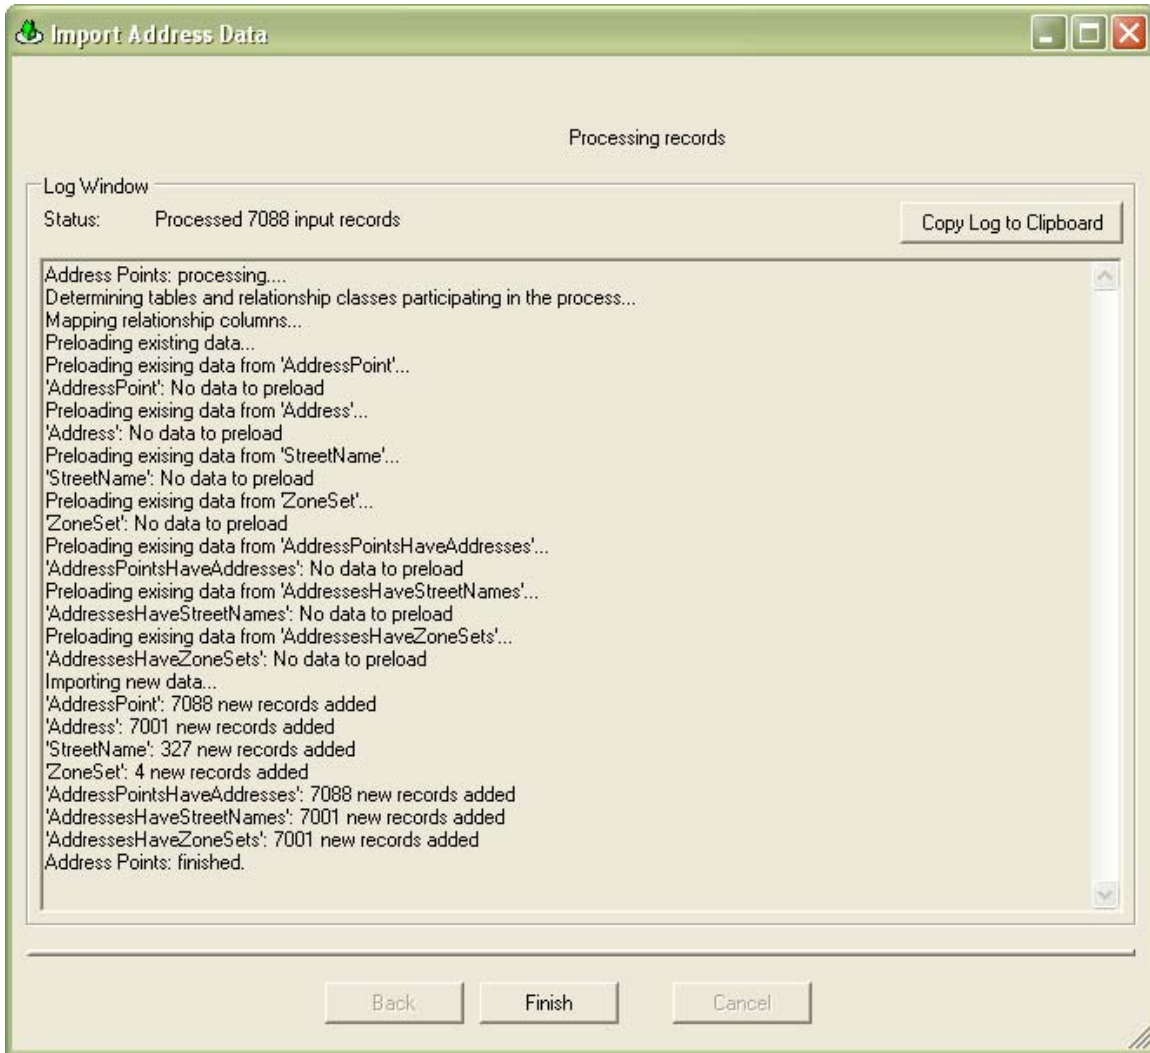 Import Address Data
Processing records
Log Window
Status: Processed 7088 input records
Copy Log to Clipboard
Address Points: processing....
Determining tables and relationship classes participating in the process...
Mapping relationship columns...
Preloading existing data...
Preloading exising data from 'AddressPoint'...
'AddressPoint': No data to preload
Preloading exising data from 'Address'...
'Address': No data to preload
Preloading exising data from 'StreetName'...
'StreetName': No data to preload
Preloading exising data from 'ZoneSet'...
'ZoneSet': No data to preload
Preloading exising data from 'AddressPointsHaveAddresses'...
'AddressPointsHaveAddresses': No data to preload
Preloading exising data from 'AddressesHaveStreetNames'...
'AddressesHaveStreetNames': No data to preload
Preloading exising data from 'AddressesHaveZoneSets'...
'AddressesHaveZoneSets': No data to preload
Importing new data...
'AddressPoint': 7088 new records added
'Address': 7001 new records added
'StreetName': 327 new records added
'ZoneSet': 4 new records added
'AddressPointsHaveAddresses': 7088 new records added
'AddressesHaveStreetNames': 7001 new records added
'AddressesHaveZoneSets': 7001 new records added
Address Points: finished.
Back Finish Cancel